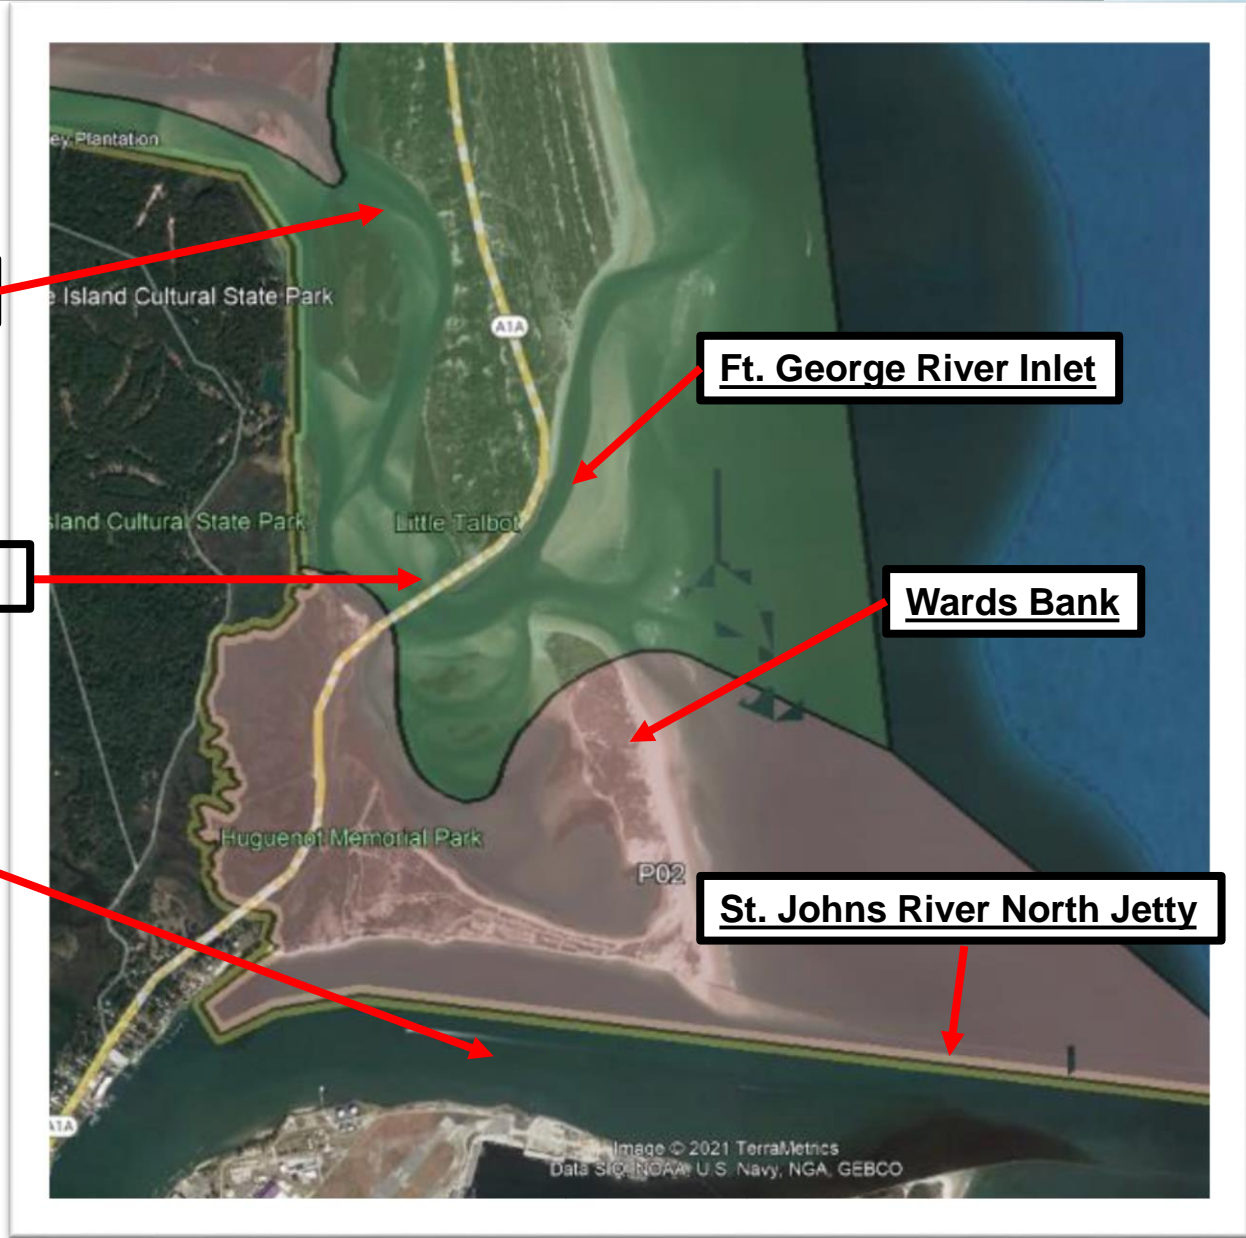 ey Plantation
e Island Cultural State Park
A1A
Ft. George River Inlet
sland Cultural State Park
Little Talbot
Wards Bank
Huguenot Memorial Park
P02
St. Johns River North Jetty
A1A
Image © 2021 TerraMetrics
Data SIO, NOAA, U.S. Navy, NGA, GEBCO